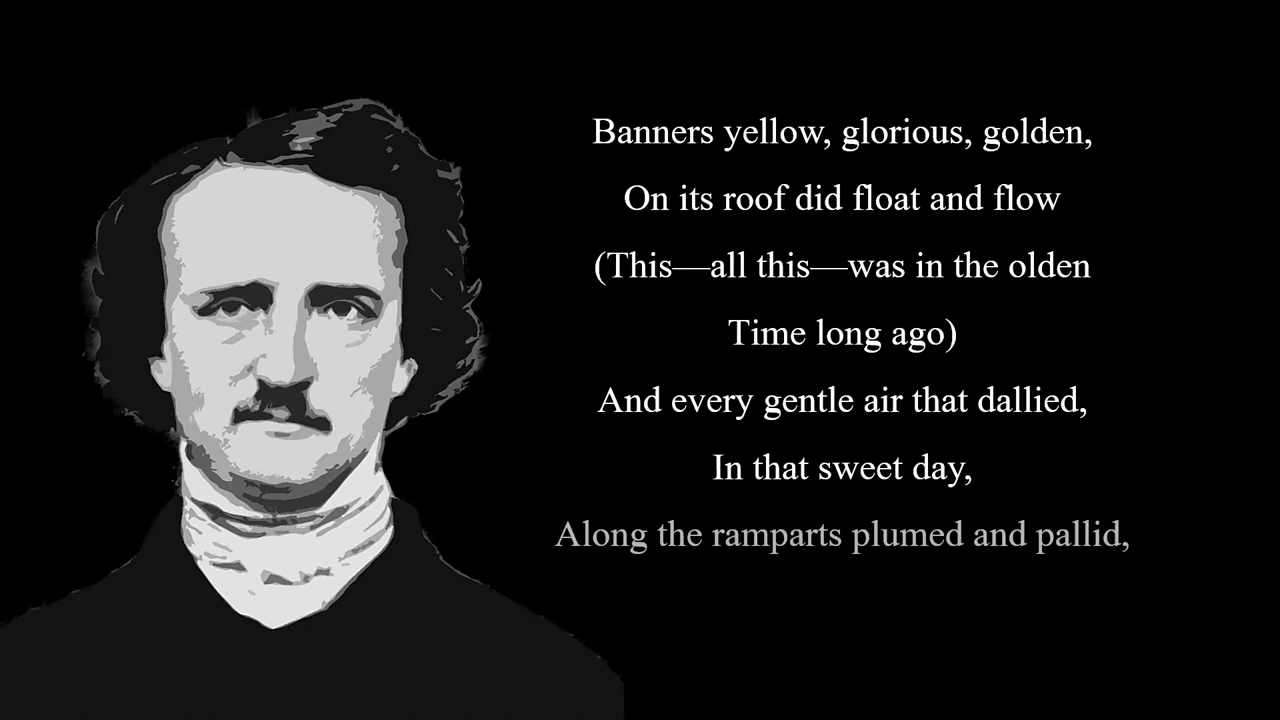 Banners yellow, glorious, golden,
On its roof did float and flow
(This—all this—was in the olden
Time long ago)
And every gentle air that dallied,
In that sweet day,
Along the ramparts plumed and pallid,